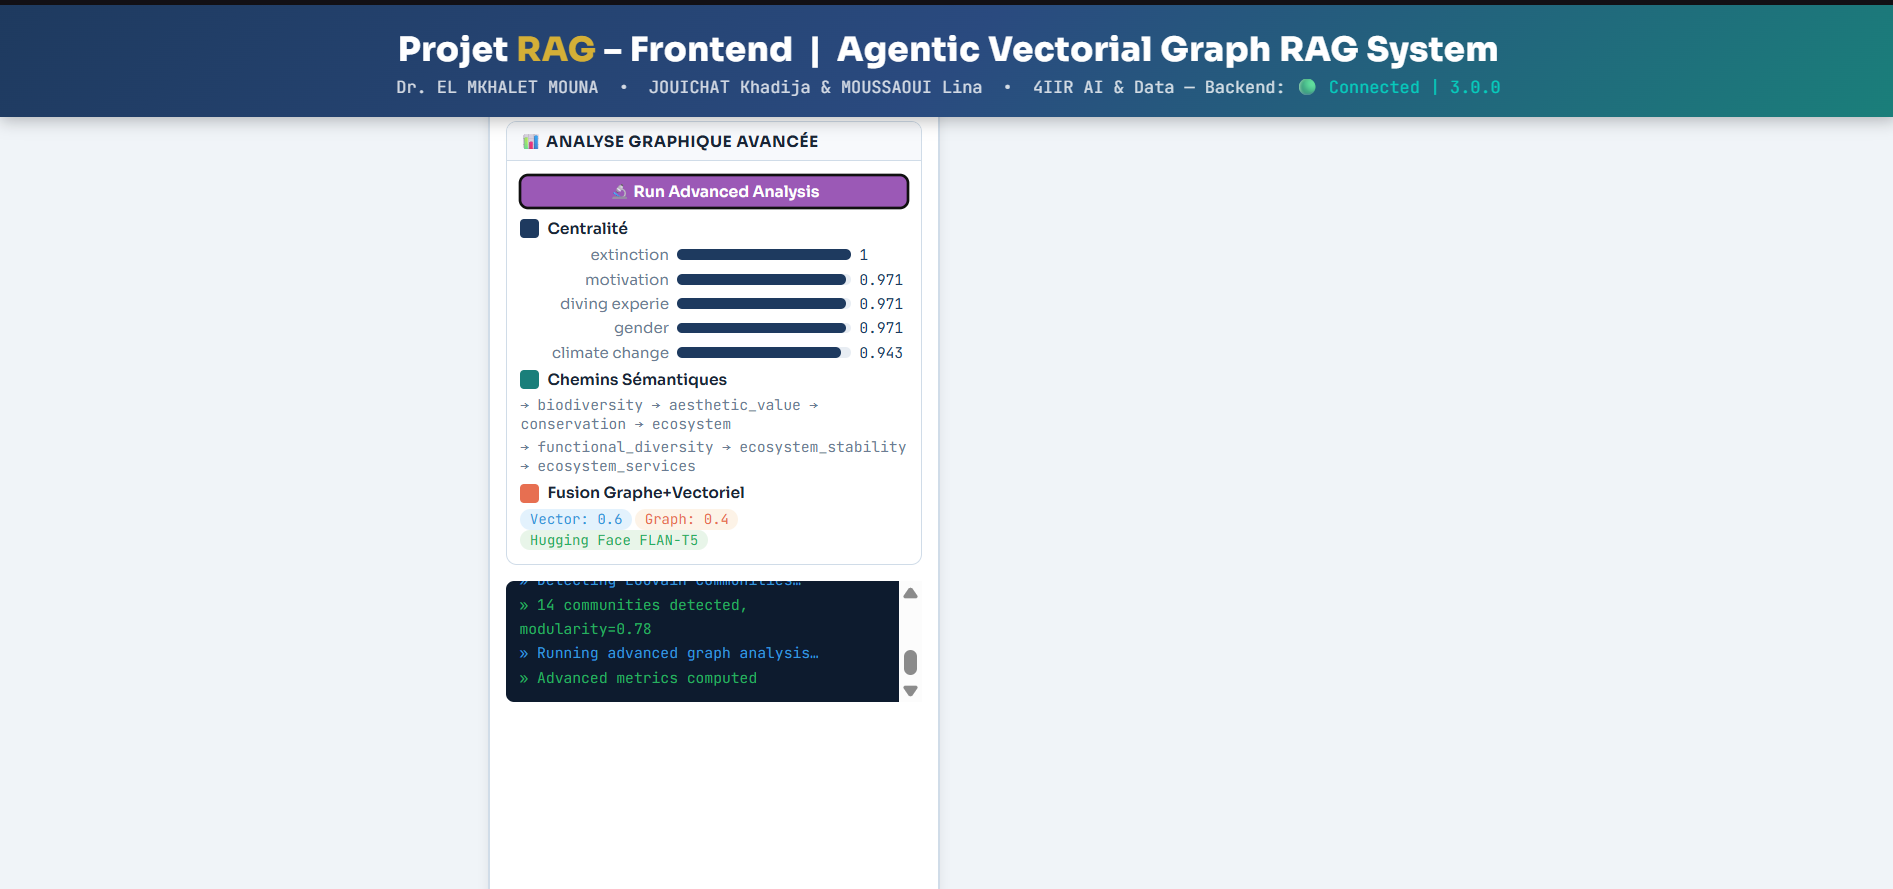 Projet RAG – Frontend | Agentic Vectorial Graph RAG System
Dr. EL MKHALET MOUNA • JOUICHAT Khadija & MOUSSAOUI Lina • 4IIR AI & Data — Backend: Connected | 3.0.0
ANALYSE GRAPHIQUE AVANCÉE
Run Advanced Analysis
Centralité
extinction 1
motivation 0.971
diving experie 0.971
gender 0.971
climate change 0.943
Chemins Sémantiques
→ biodiversity → aesthetic_value →
conservation → ecosystem
→ functional_diversity → ecosystem_stability
→ ecosystem_services
Fusion Graphe+Vectoriel
Vector: 0.6 Graph: 0.4
Hugging Face FLAN-T5
» Detecting Louvain communities…
» 14 communities detected,
modularity=0.78
» Running advanced graph analysis…
» Advanced metrics computed